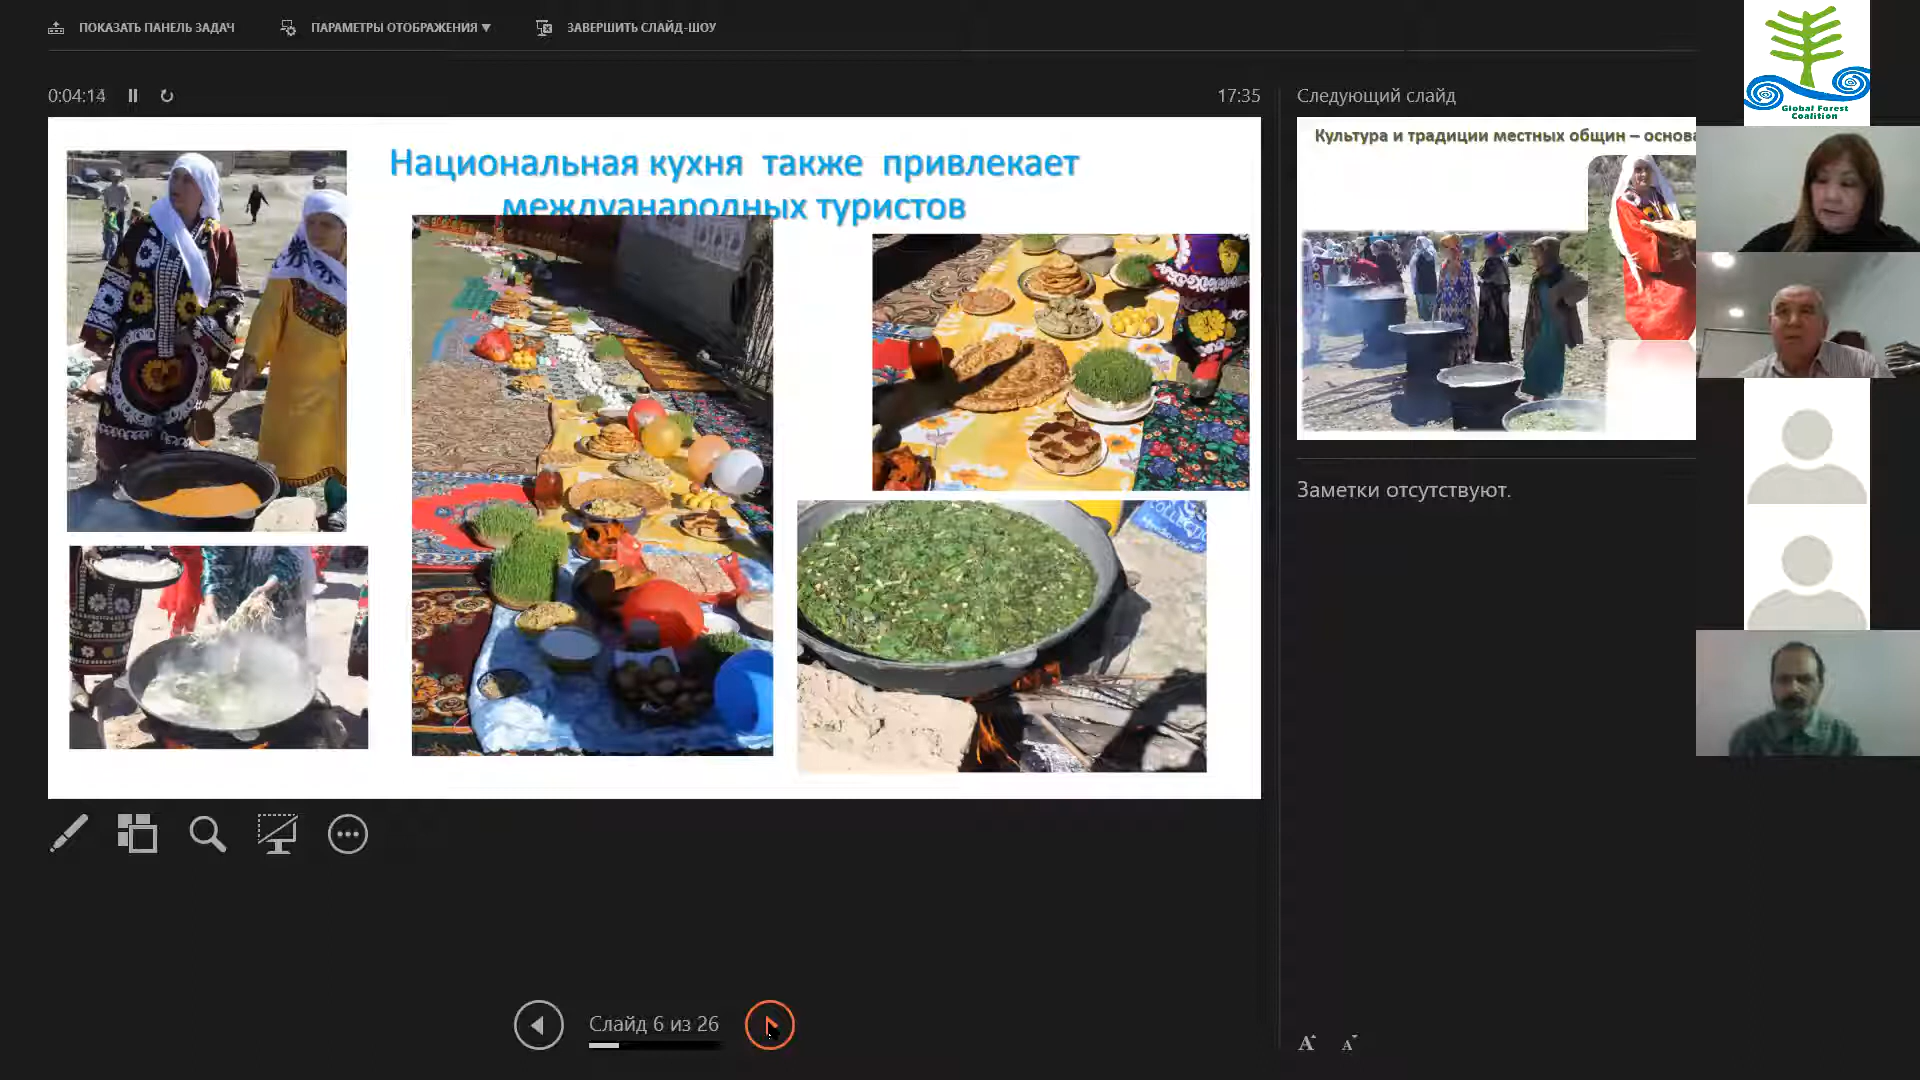 ПОКАЗАТЬ ПАНЕЛЬ ЗАДАЧ
ПАРАМЕТРЫ ОТОБРАЖЕНИЯ ▼
ЗАВЕРШИТЬ СЛАЙД-ШОУ
0:04:14
17:35
Национальная кухня также привлекает
международных туристов
Следующий слайд
Культура и традиции местных общин – основа
Заметки отсутствуют.
Слайд 6 из 26
A A
Global Forest
Coalition